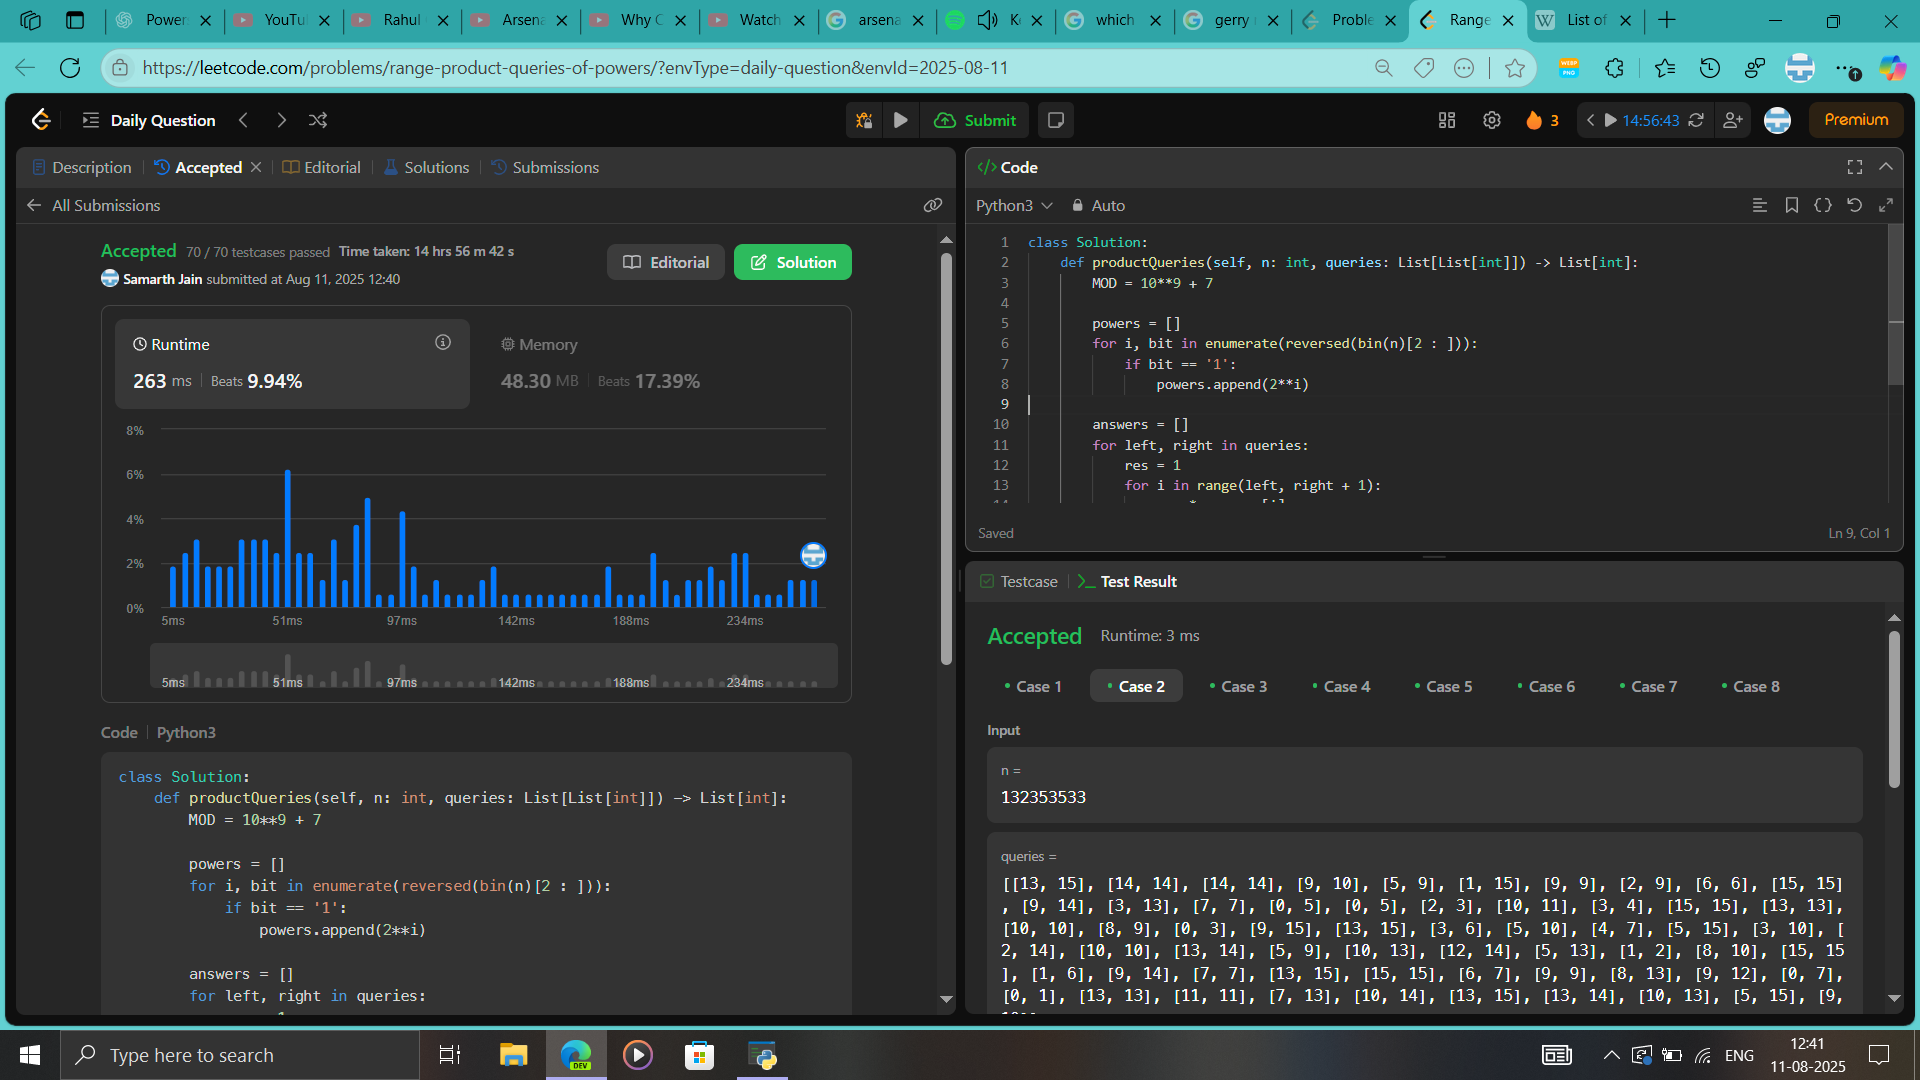 Power
YouTu
Rahul
Arsena
Why C
Watch
arsena
K
which
gerry
Proble
Range
List of
https://leetcode.com/problems/range-product-queries-of-powers/?envType=daily-question&envId=2025-08-11
Daily Question
Submit
3
14:56:43
Premium
Description
Accepted
Editorial
Solutions
Submissions
All Submissions
Accepted 70 / 70 testcases passed Time taken: 14 hrs 56 m 42 s
Samarth Jain submitted at Aug 11, 2025 12:40
Editorial
Solution
Runtime
263 ms Beats 9.94%
Memory
48.30 MB Beats 17.39%
8%
6%
4%
2%
0%
5ms 51ms 97ms 142ms 188ms 234ms
5ms 51ms 97ms 142ms 188ms 234ms
Code Python3
class Solution:
def productQueries(self, n: int, queries: List[List[int]]) -> List[int]:
MOD = 10**9 + 7
powers = []
for i, bit in enumerate(reversed(bin(n)[2 : ])):
if bit == '1':
powers.append(2**i)
answers = []
for left, right in queries:
Code
Python3 Auto
1 class Solution:
2 def productQueries(self, n: int, queries: List[List[int]]) -> List[int]:
3 MOD = 10**9 + 7
4
5 powers = []
6 for i, bit in enumerate(reversed(bin(n)[2 : ])):
7 if bit == '1':
8 powers.append(2**i)
9
10 answers = []
11 for left, right in queries:
12 res = 1
13 for i in range(left, right + 1):
Saved
Ln 9, Col 1
Testcase
Test Result
Accepted Runtime: 3 ms
Case 1 Case 2 Case 3 Case 4 Case 5 Case 6 Case 7 Case 8
Input
n =
132353533
queries =
[[13, 15], [14, 14], [14, 14], [9, 10], [5, 9], [1, 15], [9, 9], [2, 9], [6, 6], [15, 15]
, [9, 14], [3, 13], [7, 7], [0, 5], [0, 5], [2, 3], [10, 11], [3, 4], [15, 15], [13, 13],
[10, 10], [8, 9], [0, 3], [9, 15], [13, 15], [3, 6], [5, 10], [4, 7], [5, 15], [3, 10], [
2, 14], [10, 10], [13, 14], [5, 9], [10, 13], [12, 14], [5, 13], [1, 2], [8, 10], [15, 15
], [1, 6], [9, 14], [7, 7], [13, 15], [15, 15], [6, 7], [9, 9], [8, 13], [9, 12], [0, 7],
[0, 1], [13, 13], [11, 11], [7, 13], [10, 14], [13, 15], [13, 14], [10, 13], [5, 15], [9,
Type here to search
DEV
ENG
12:41
11-08-2025